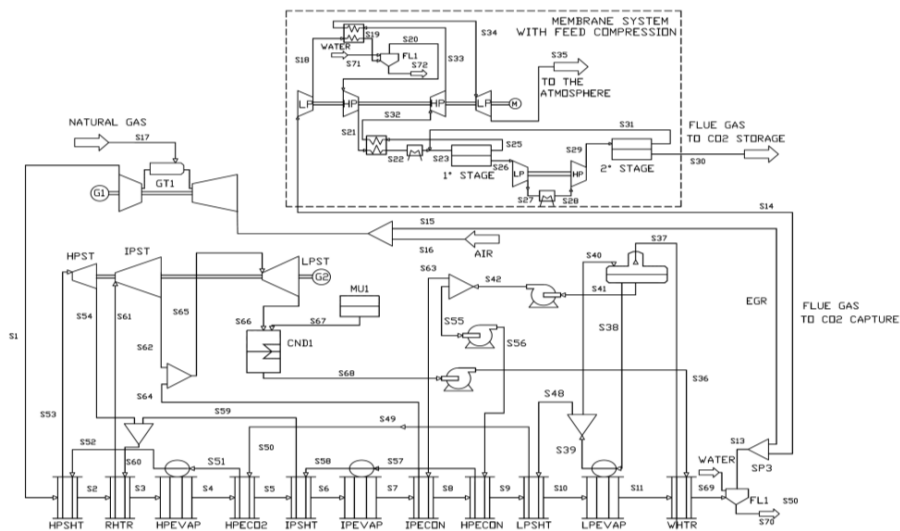 MEMBRANE SYSTEM
WITH FEED COMPRESSION
S34
S20
S19
WATER
S71
FL1
S72
S18
S33
S35
TO THE
ATMOSPHERE
LP
HP
HP
LP
M
S32
S21
S31
S25
S22
S23
S29
FLUE GAS
TO CO2 STORAGE
S30
1° STAGE
S26
LP
HP
2° STAGE
S27
S28
S14
NATURAL GAS
S17
G1
GT1
S15
S16
AIR
HPST
IPST
LPST
G2
S54
S61
S65
S63
S42
S40
S37
S41
MU1
EGR
FLUE GAS
TO CO2 CAPTURE
S1
S66
S67
S55
S56
S38
S62
CND1
S68
S36
S64
S53
S59
S49
S48
S52
S60
S51
S50
S58
S57
S39
S13
WATER
SP3
S2
S3
S4
S5
S6
S7
S8
S9
S10
S11
S69
FL1
S50
S70
HPSHT
RHTR
HPEVAP
HPECO2
IPSHT
IPEVAP
IPECON
HPECON
LPSHT
LPEVAP
WHTR